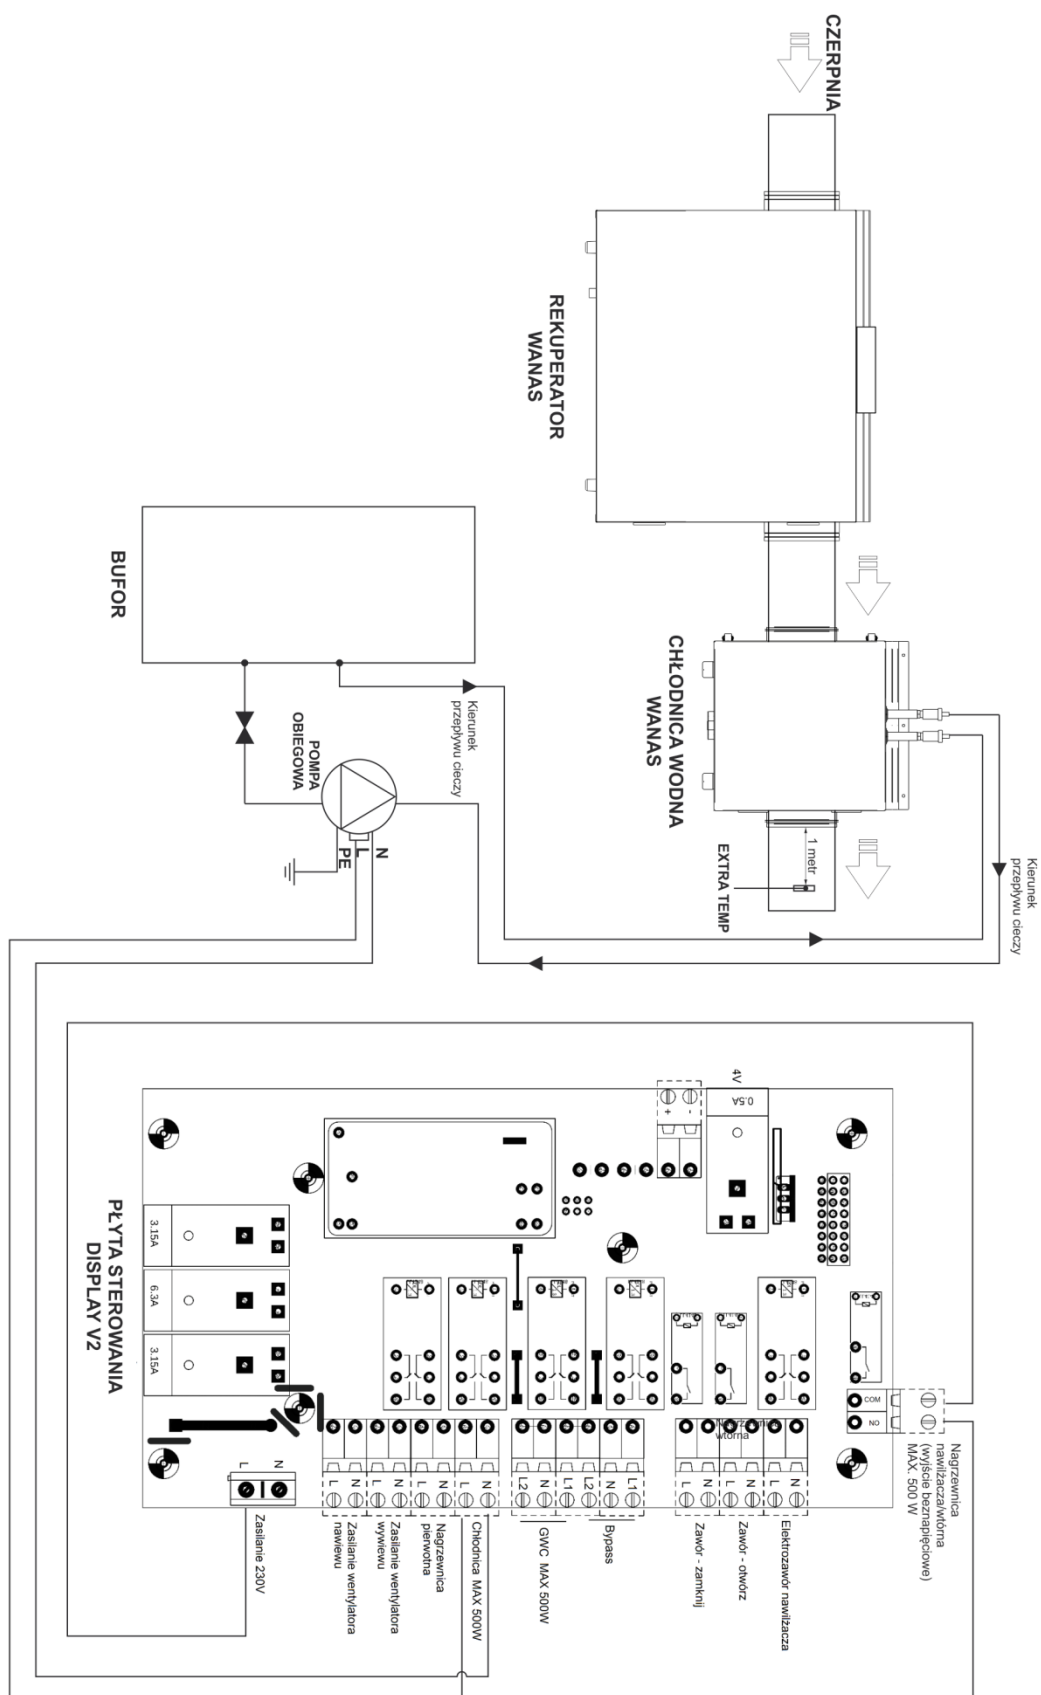 CZERPNIA
REKUPERATOR
WANAS
BUFOR
CHŁODNICA WODNA
WANAS
Kierunek
przepływu cieczy
POMPA
OBIEGOWA
N
L
PE
1 metr
EXTRA TEMP
Kierunek
przepływu cieczy
PŁYTA STEROWANIA
DISPLAY V2
4V
0.5A
+
-
3.15A
6.3A
3.15A
COM
NO
Nagrzewnica
nawilżacza/wtórna
(wyjście beznapięciowe)
MAX. 500 W
Nagrzewnica
wtórna
L
N
Zasilanie 230V
L
N
Zasilanie wentylatora
nawiewu
L
N
Zasilanie wentylatora
wywiewu
L
N
Nagrzewnica
pierwotna
L
N
Chłodnica MAX 500W
L2
N
L1
GWC MAX 500W
L2
N
L1
Bypass
L
N
Zawór - zamknij
L
N
Zawór - otwórz
L
N
Elektrozawór nawilżacza